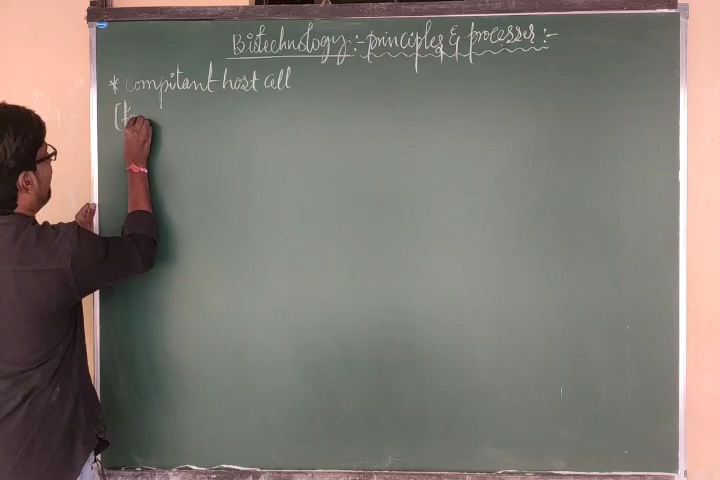 Biotechnology :- principles & processes :-
* Compitant host cell
(